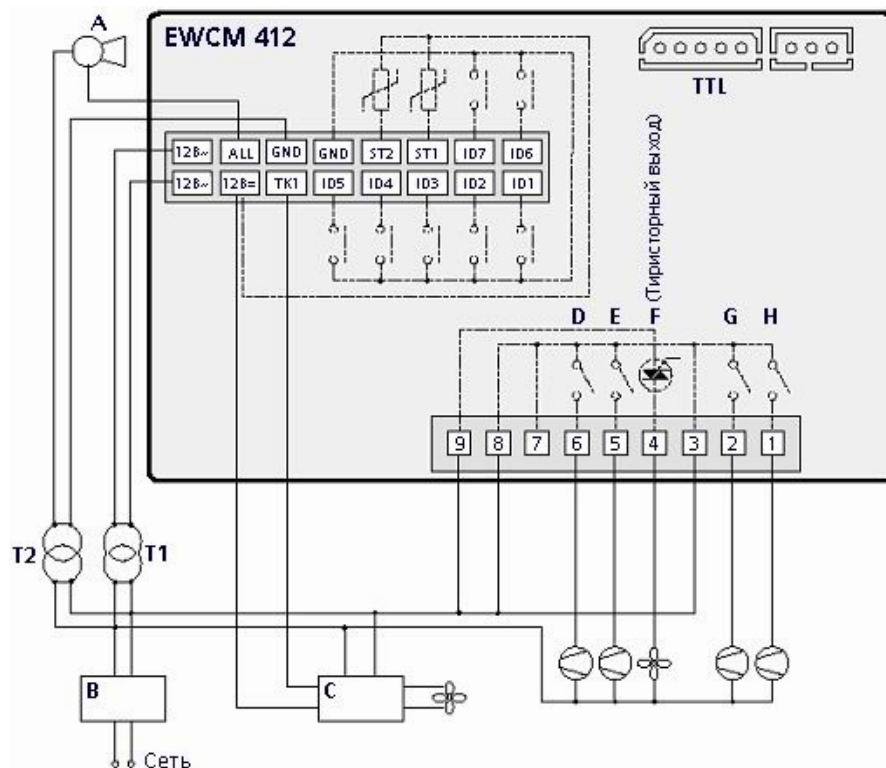 A
EWCM 412
TTL
12В~ ALL GND GND ST2 ST1 ID7 ID6
12В~ 12В= TK1 ID5 ID4 ID3 ID2 ID1
(Тиристорный выход)
D E F G H
9 8 7 6 5 4 3 2 1
T2 T1
B C
Сеть